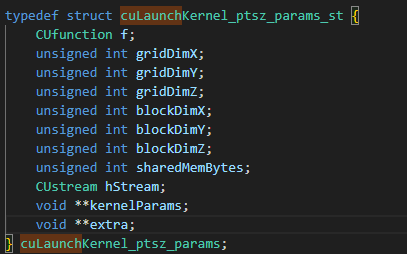 typedef struct cuLaunchKernel_ptsz_params_st {
    CUfunction f;
    unsigned int gridDimX;
    unsigned int gridDimY;
    unsigned int gridDimZ;
    unsigned int blockDimX;
    unsigned int blockDimY;
    unsigned int blockDimZ;
    unsigned int sharedMemBytes;
    CUstream hStream;
    void **kernelParams;
    void **extra;
} cuLaunchKernel_ptsz_params;